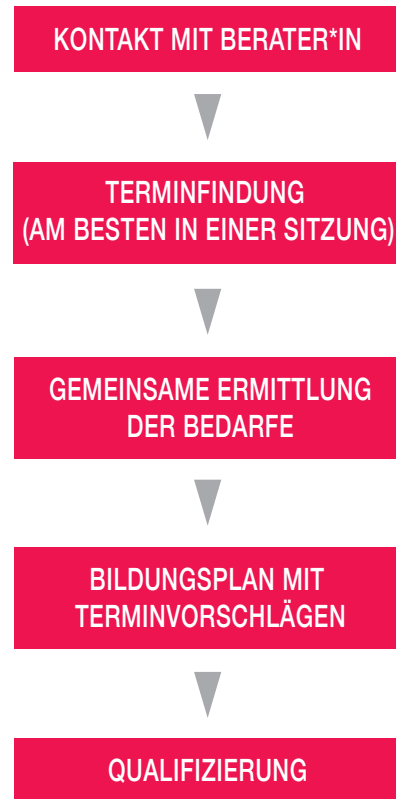 KONTAKT MIT BERATER*IN
TERMINFINDUNG
(AM BESTEN IN EINER SITZUNG)
GEMEINSAME ERMITTLUNG
DER BEDARFE
BILDUNGSPLAN MIT
TERMINVORSCHLÄGEN
QUALIFIZIERUNG